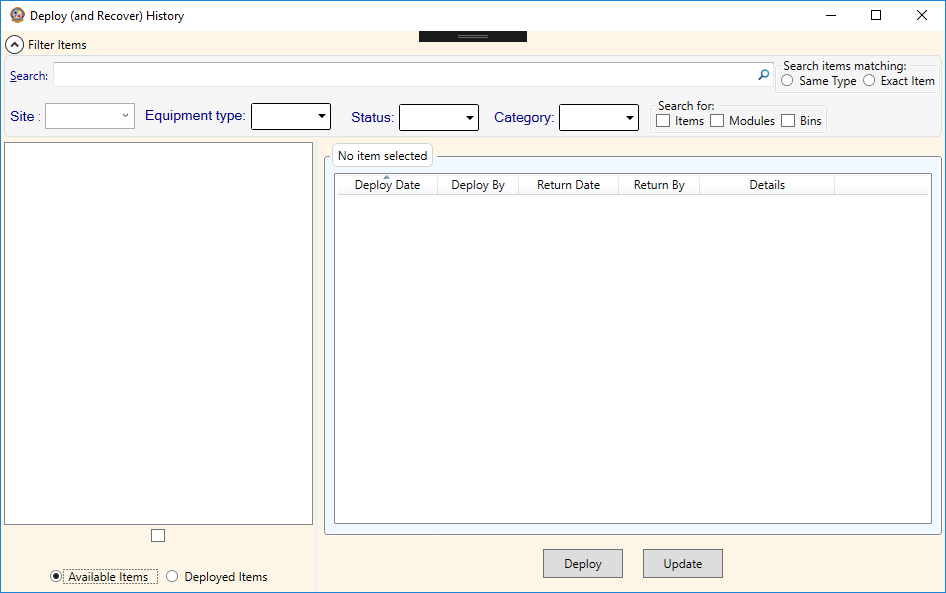 Deploy (and Recover) History
Filter Items
Search:
Search items matching:
Same Type Exact Item
Site : Equipment type: Status: Category:
Search for:
Items Modules Bins
No item selected
Deploy Date Deploy By Return Date Return By Details
Available Items Deployed Items
Deploy Update